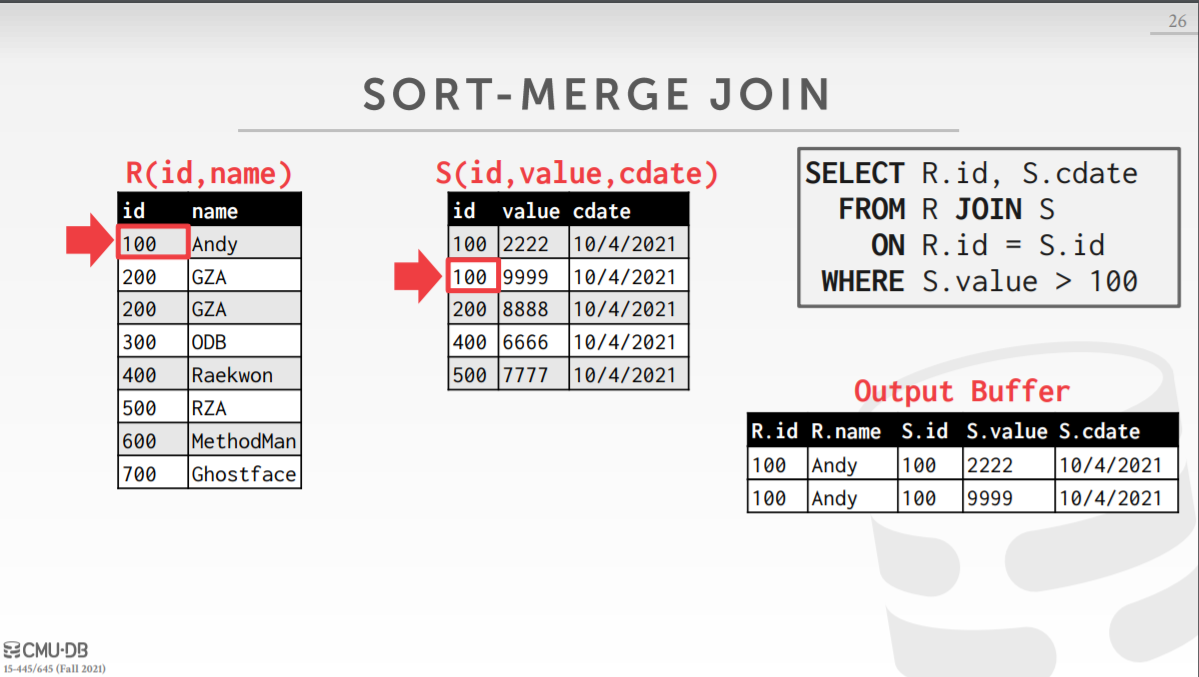 26
SORT-MERGE JOIN
R(id,name)
id name
100 Andy
200 GZA
200 GZA
300 ODB
400 Raekwon
500 RZA
600 MethodMan
700 Ghostface
S(id,value,cdate)
id value cdate
100 2222 10/4/2021
100 9999 10/4/2021
200 8888 10/4/2021
400 6666 10/4/2021
500 7777 10/4/2021
SELECT R.id, S.cdate
FROM R JOIN S
ON R.id = S.id
WHERE S.value > 100
Output Buffer
R.id R.name S.id S.value S.cdate
100 Andy 100 2222 10/4/2021
100 Andy 100 9999 10/4/2021
CMU·DB
15-445/645 (Fall 2021)